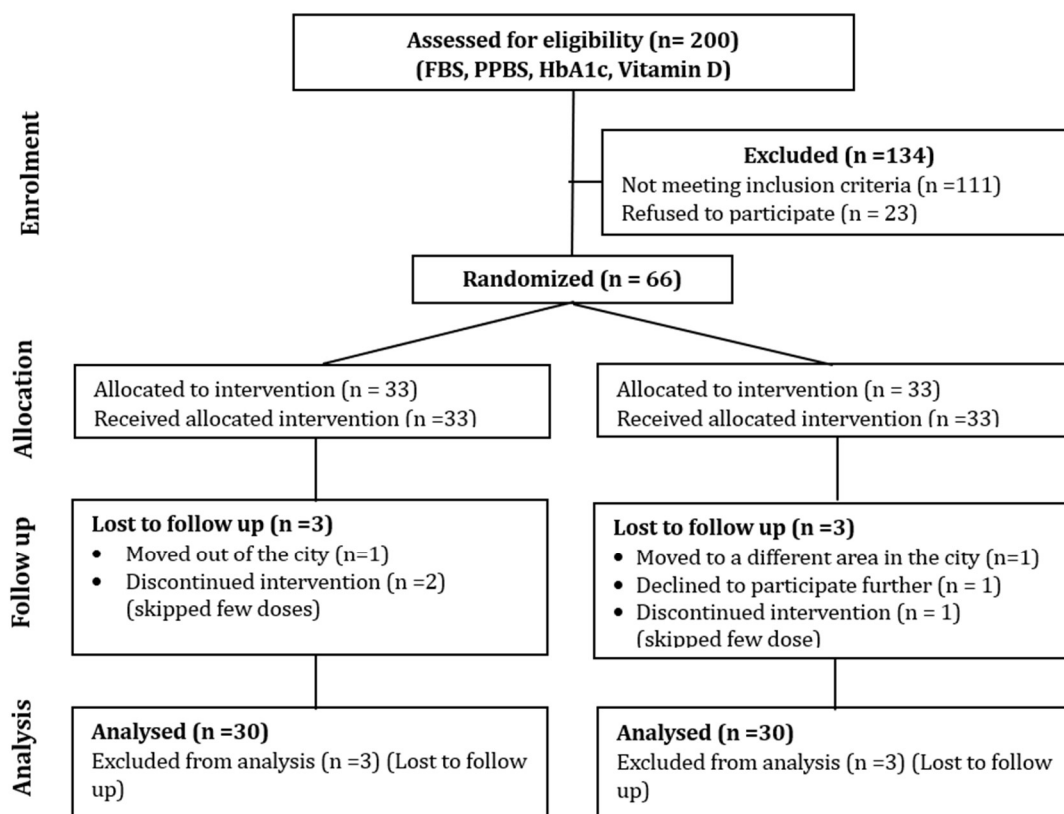 Assessed for eligibility (n= 200)
(FBS, PPBS, HbA1c, Vitamin D)
Enrolment
Excluded (n =134)
Not meeting inclusion criteria (n =111)
Refused to participate (n = 23)
Randomized (n = 66)
Allocation
Allocated to intervention (n = 33)
Received allocated intervention (n =33)
Allocated to intervention (n = 33)
Received allocated intervention (n =33)
Follow up
Lost to follow up (n =3)
• Moved out of the city (n=1)
• Discontinued intervention (n =2)
(skipped few doses)
Lost to follow up (n =3)
• Moved to a different area in the city (n=1)
• Declined to participate further (n = 1)
• Discontinued intervention (n = 1)
(skipped few dose)
Analysis
Analysed (n =30)
Excluded from analysis (n =3) (Lost to follow
up)
Analysed (n =30)
Excluded from analysis (n =3) (Lost to follow
up)